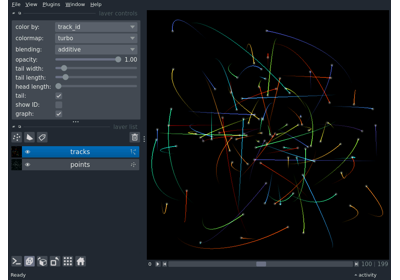 File View Plugins Window Help
layer controls
color by: track_id
colormap: turbo
blending: additive
opacity: 1.00
tail width:
tail length:
head length:
tail:
show ID:
graph:
layer list
tracks
points
100 | 199
Ready
activity